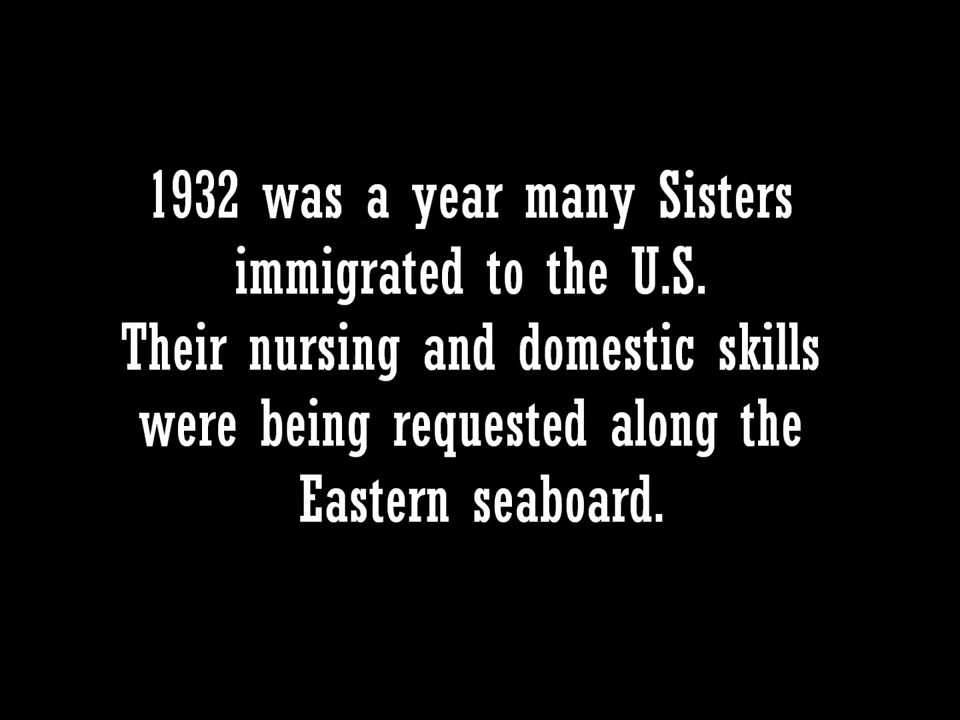 1932 was a year many Sisters
immigrated to the U.S.
Their nursing and domestic skills
were being requested along the
Eastern seaboard.